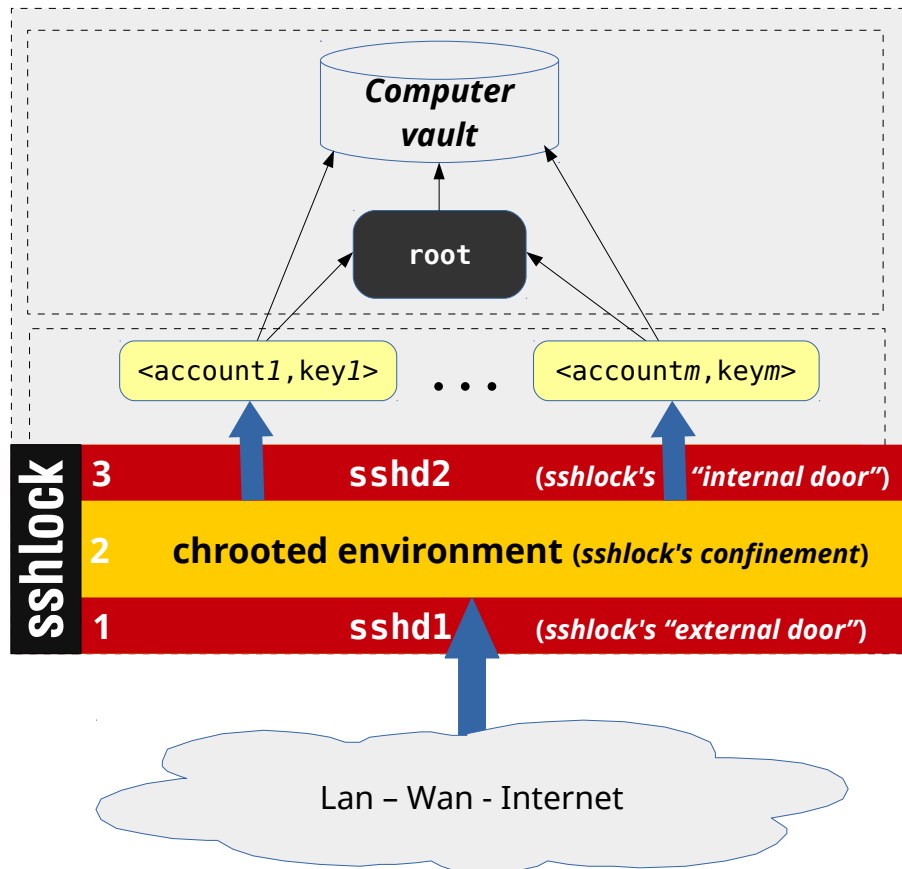 Computer
vault
root
<account1,key1>
. . .
<accountm,keym>
sshlock
3 sshd2 (sshlock's “internal door”)
2 chrooted environment (sshlock's confinement)
1 sshd1 (sshlock's “external door”)
Lan – Wan - Internet